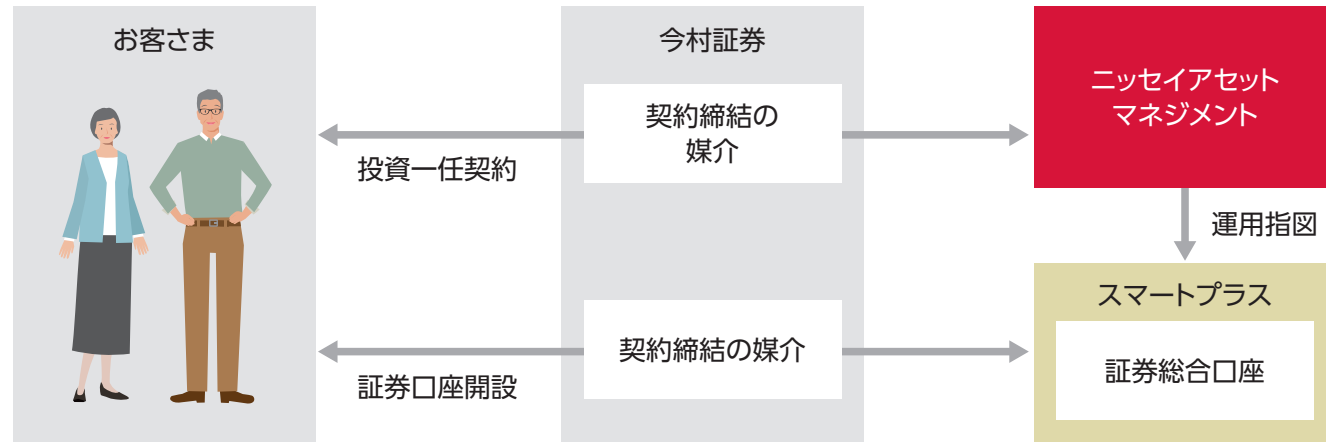 お客さま
今村証券
ニッセイアセット
マネジメント
契約締結の
媒介
投資一任契約
運用指図
スマートプラス
契約締結の媒介
証券総合口座
証券口座開設